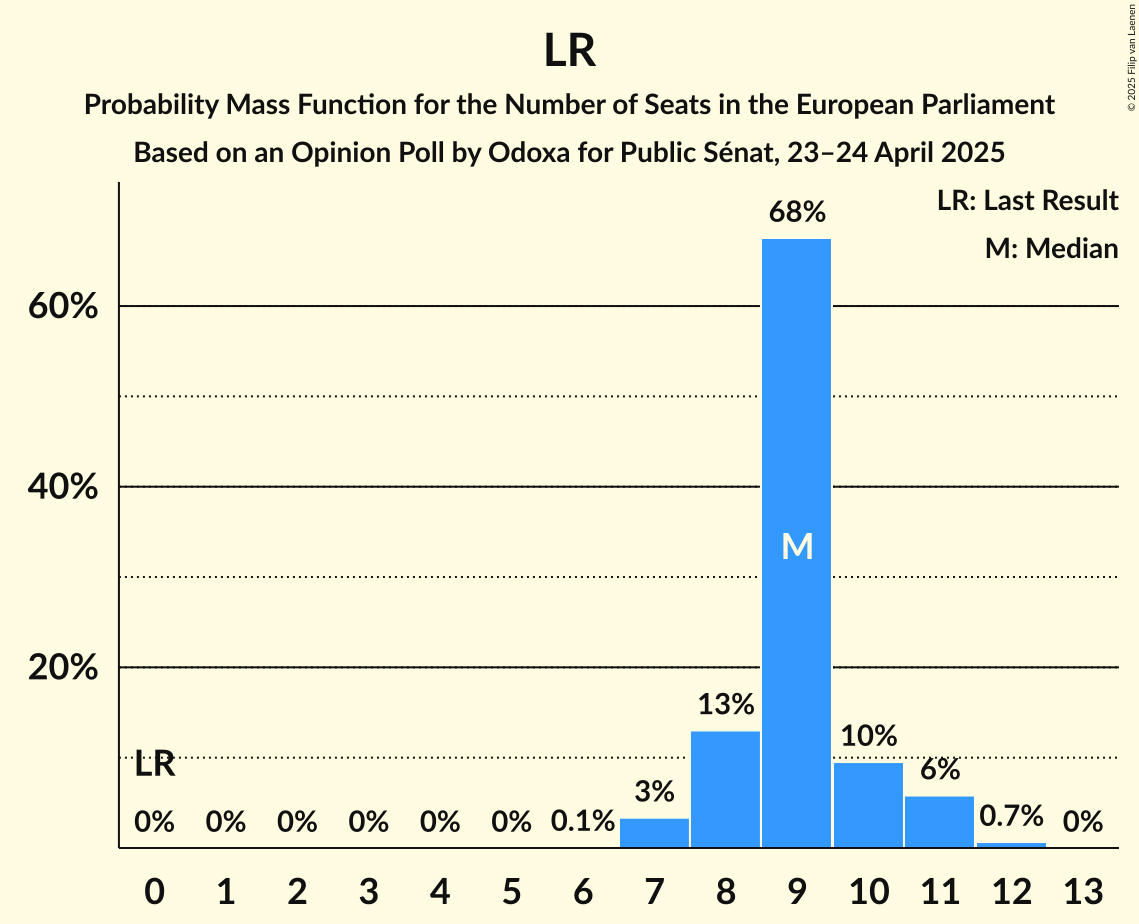 LR
Probability Mass Function for the Number of Seats in the European Parliament
Based on an Opinion Poll by Odoxa for Public Sénat, 23–24 April 2025
© 2025 Filip van Laenen
LR: Last Result
M: Median
68%
60%
40%
M
20%
13%
10%
LR
6%
3%
0% 0% 0% 0% 0% 0% 0.1% 0.7% 0%
0 1 2 3 4 5 6 7 8 9 10 11 12 13